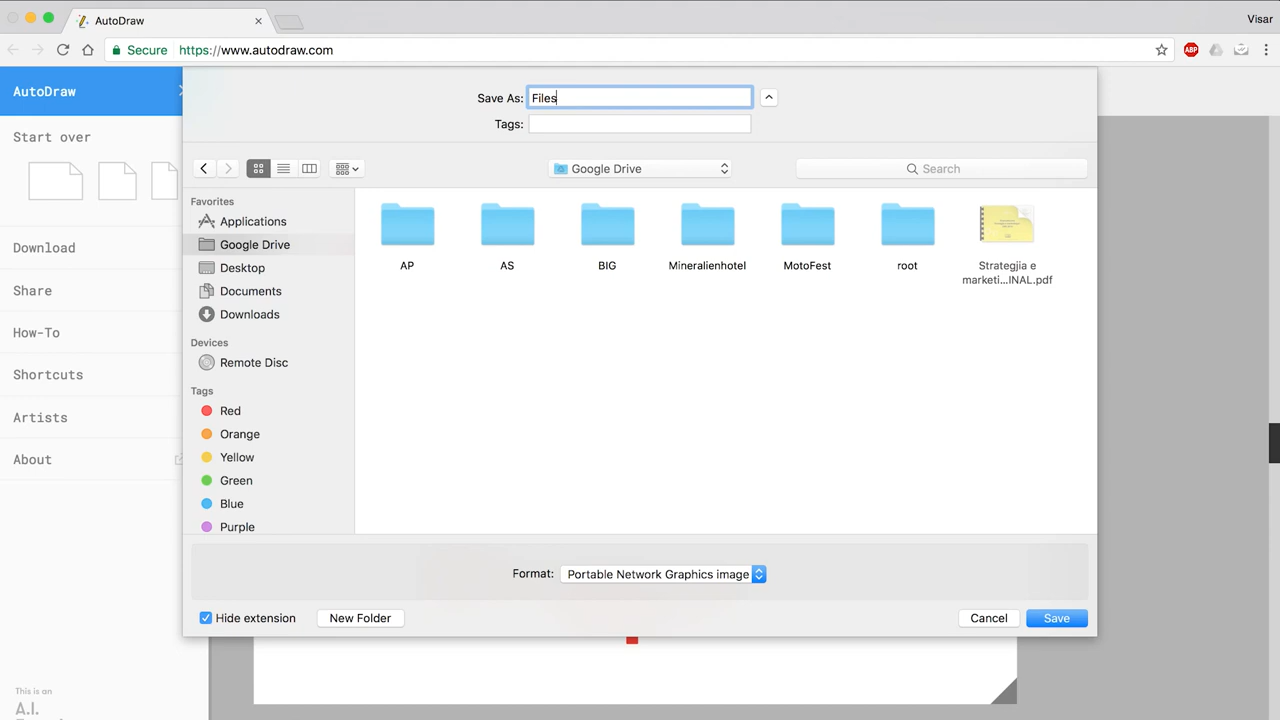 AutoDraw
Visar
Secure https://www.autodraw.com
ABP
AutoDraw
Start over
Download
Share
How-To
Shortcuts
Artists
About
This is an
A.I.
Save As: Files
Tags:
Google Drive
Search
Favorites
Applications
Google Drive
Desktop
Documents
Downloads
Devices
Remote Disc
Tags
Red
Orange
Yellow
Green
Blue
Purple
AP
AS
BIG
Mineralienhotel
MotoFest
root
Strategjia e
marketi...INAL.pdf
Format: Portable Network Graphics image
Hide extension
New Folder
Cancel
Save